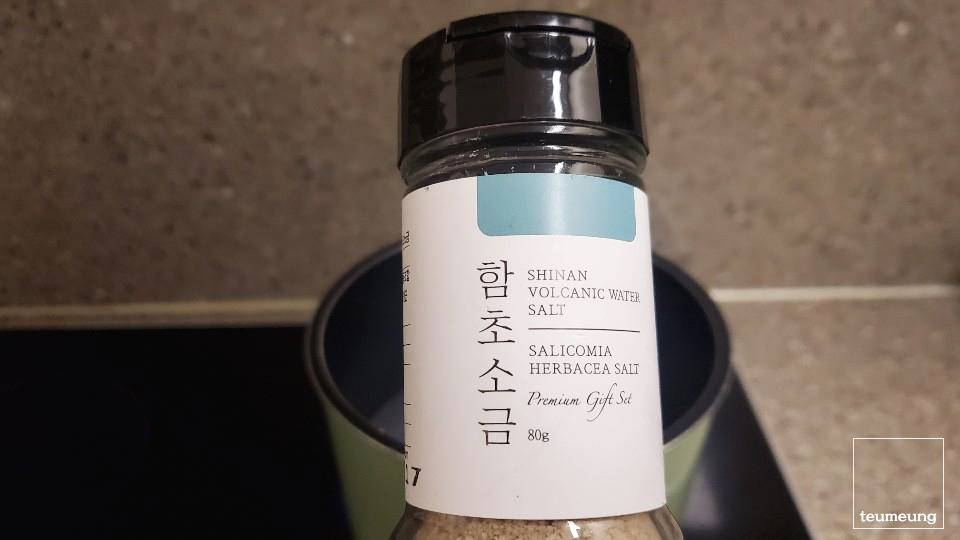 함초소금
SHINAN
VOLCANIC WATER
SALT
SALICOMIA
HERBACEA SALT
Premium Gift Set
80g
teumeung